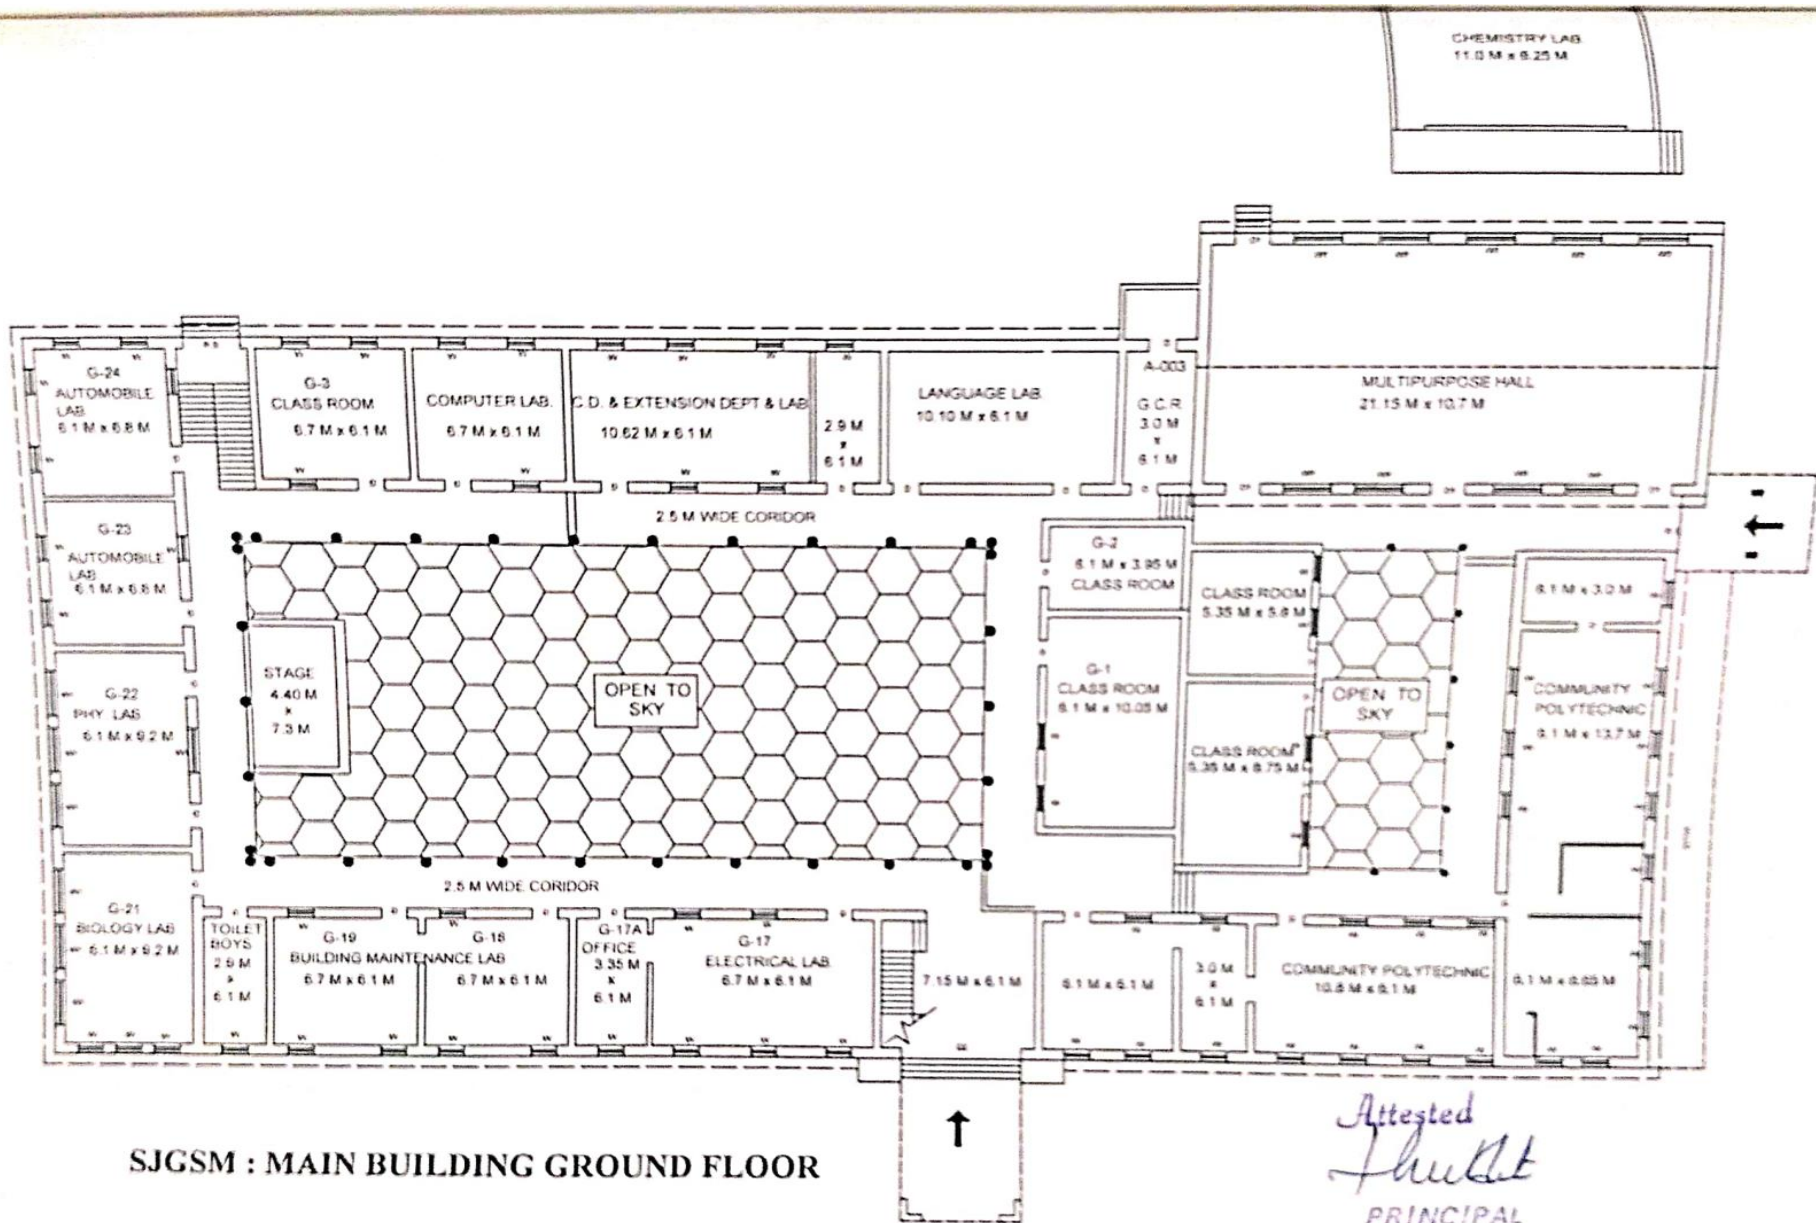 CHEMISTRY LAB.
11.0 M x 6.25 M
G-24
AUTOMOBILE
LAB.
6.1 M x 6.8 M
G-3
CLASS ROOM
6.7 M x 6.1 M
COMPUTER LAB.
6.7 M x 6.1 M
C.D. & EXTENSION DEPT & LAB
10.62 M x 6.1 M
2.9 M
x
6.1 M
LANGUAGE LAB.
10.10 M x 6.1 M
A-003
G.C.R.
3.0 M
x
6.1 M
MULTIPURPOSE HALL
21.15 M x 10.7 M
2.5 M WIDE CORIDOR
G-23
AUTOMOBILE
LAB.
6.1 M x 6.8 M
G-2
6.1 M x 3.95 M
CLASS ROOM
CLASS ROOM
6.1 M x 3.0 M
STAGE
4.40 M
x
7.3 M
OPEN TO
SKY
G-1
CLASS ROOM
6.1 M x 10.05 M
OPEN TO
SKY
COMMUNITY
POLYTECHNIC
6.1 M x 13.7 M
G-22
PHY. LAB
6.1 M x 9.2 M
CLASS ROOM
5.35 M x 8.75 M
2.5 M WIDE CORIDOR
G-21
BIOLOGY LAB
6.1 M x 9.2 M
TOILET
BOYS
2.9 M
x
6.1 M
G-19
G-18
BUILDING MAINTENANCE LAB
6.7 M x 6.1 M
6.7 M x 6.1 M
G-17A
OFFICE
3.35 M
x
6.1 M
G-17
ELECTRICAL LAB.
6.7 M x 6.1 M
7.15 M x 6.1 M
6.1 M x 6.1 M
3.0 M
x
6.1 M
COMMUNITY POLYTECHNIC
10.8 M x 6.1 M
SJGSM : MAIN BUILDING GROUND FLOOR
Attested
PRINCIPAL